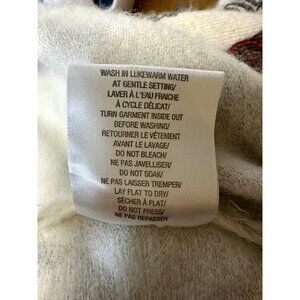 WASH IN LUKEWARM WATER
AT GENTLE SETTING/
LAVER À L'EAU FRAICHE
À CYCLE DÉLICAT/
TURN GARMENT INSIDE OUT
BEFORE WASHING/
RETOURNER LE VÊTEMENT
AVANT LE LAVAGE/
DO NOT BLEACH/
NE PAS JAVELLISER/
DO NOT SOAK/
NE PAS LAISSER TREMPER/
LAY FLAT TO DRY/
SÉCHER À PLAT/
DO NOT PRESS/
NE PAS REPASSER